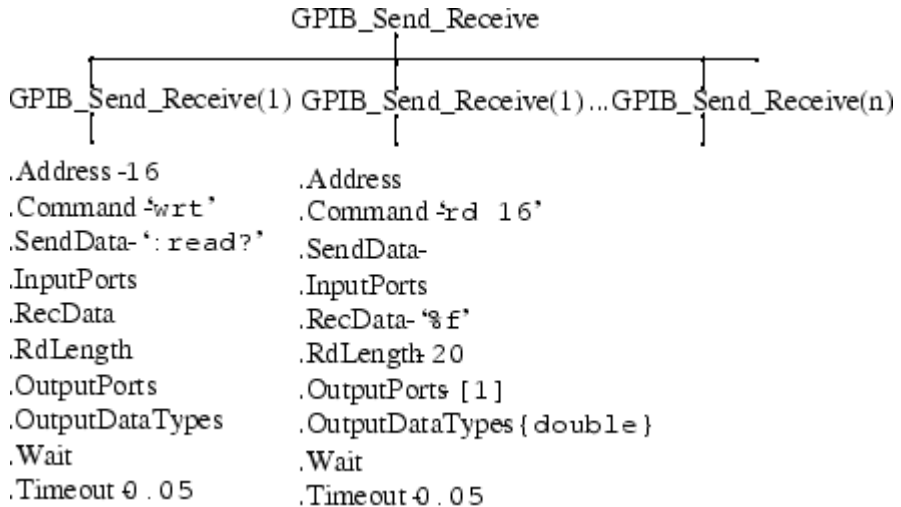 GPIB_Send_Receive
GPIB_Send_Receive(1) GPIB_Send_Receive(1)...GPIB_Send_Receive(n)
.Address -16
.Command -‘wrt’
.SendData-‘:read?’
.InputPorts
.RecData
.RdLength
.OutputPorts
.OutputDataTypes
.Wait
.Timeout -0.05
.Address
.Command -‘rd 16’
.SendData-
.InputPorts
.RecData-‘%f’
.RdLength- 20
.OutputPorts- [1]
.OutputDataTypes-{double}
.Wait
.Timeout -0.05